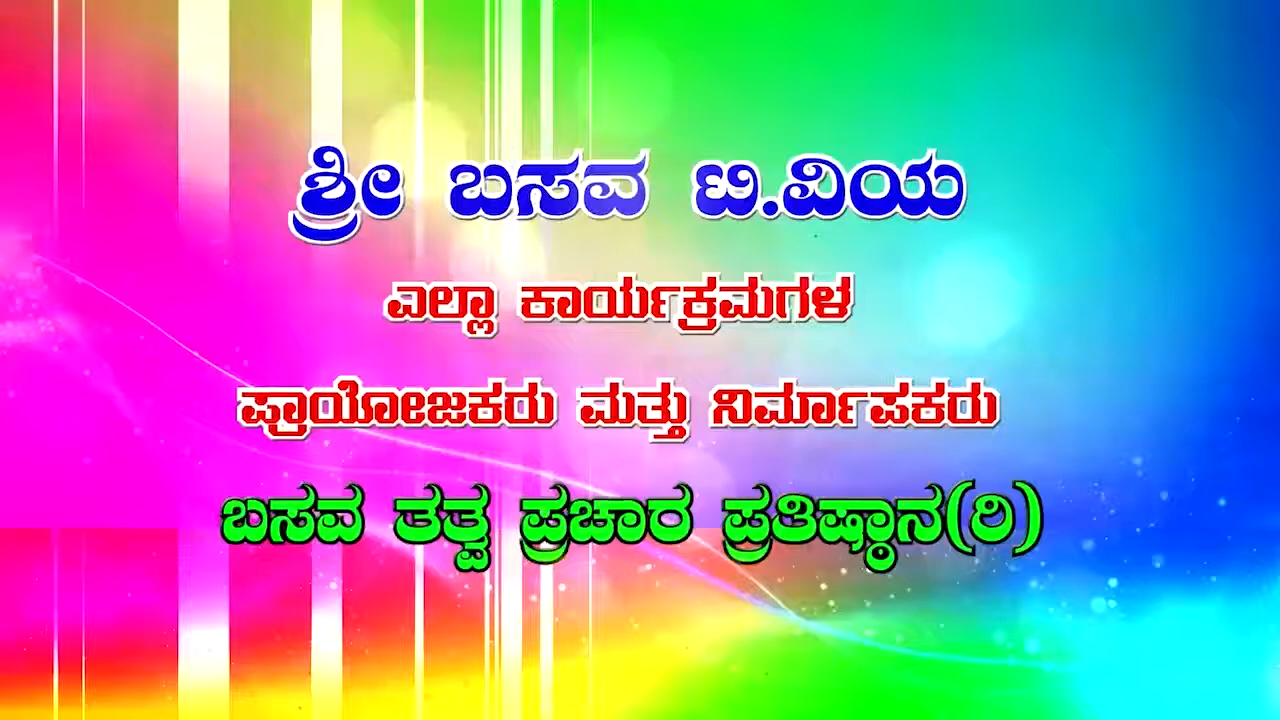 ಶ್ರೀ ಬಸವ ಟಿ.ವಿಯ
ಎಲ್ಲಾ ಕಾರ್ಯಕ್ರಮಗಳ
ಪ್ರಾಯೋಜಕರು ಮತ್ತು ನಿರ್ಮಾಪಕರು
ಬಸವ ತತ್ವ ಪ್ರಚಾರ ಪ್ರತಿಷ್ಠಾನ(ರಿ)